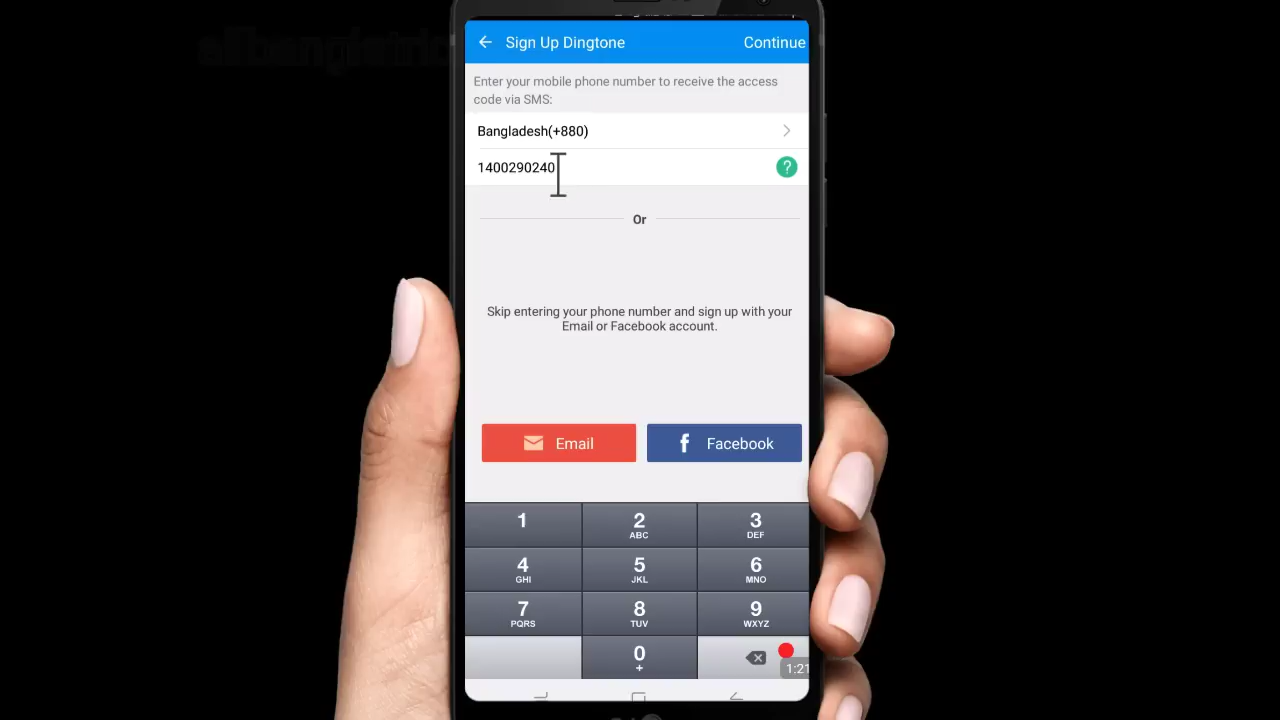 Sign Up Dingtone
Continue
Enter your mobile phone number to receive the access
code via SMS:
Bangladesh(+880)
1400290240
?
Or
Skip entering your phone number and sign up with your
Email or Facebook account.
Email
f Facebook
1
2
ABC
3
DEF
4
GHI
5
JKL
6
MNO
7
PQRS
8
TUV
9
WXYZ
0
+
1:21